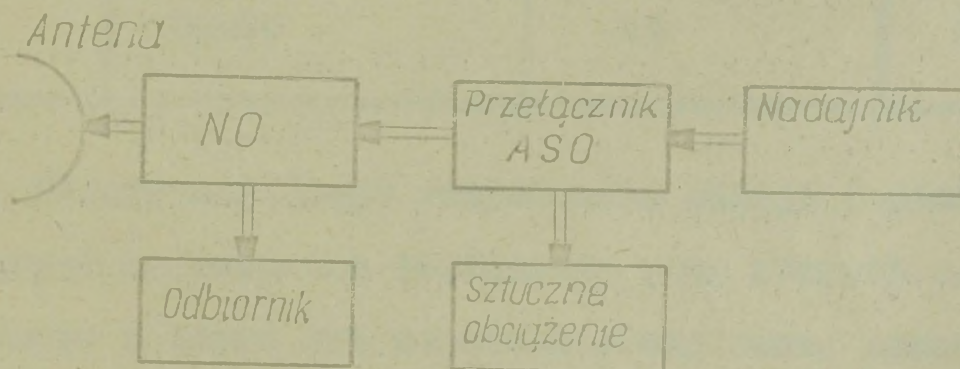 Antena
NO
Przełącznik
ASO
Nadajnik
Odbiornik
Sztuczne
obciążenie